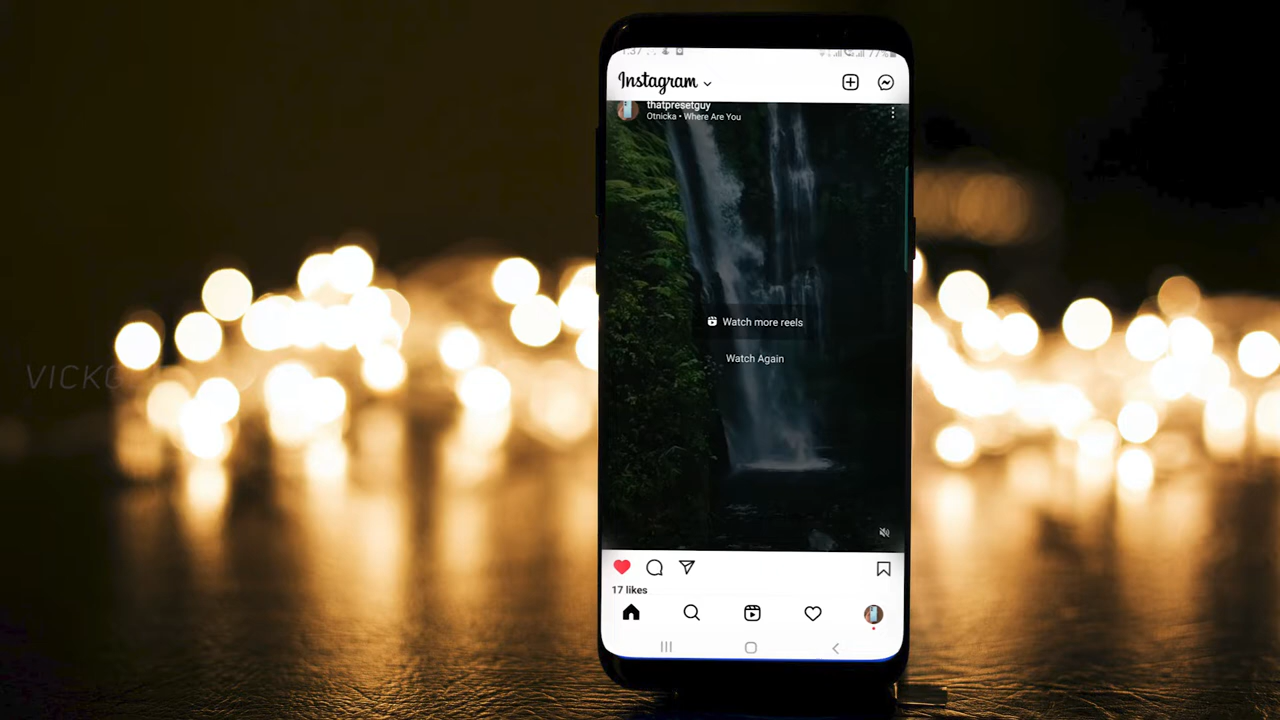 Instagram
thatpresetguy
Otnicka • Where Are You
Watch more reels
Watch Again
17 likes